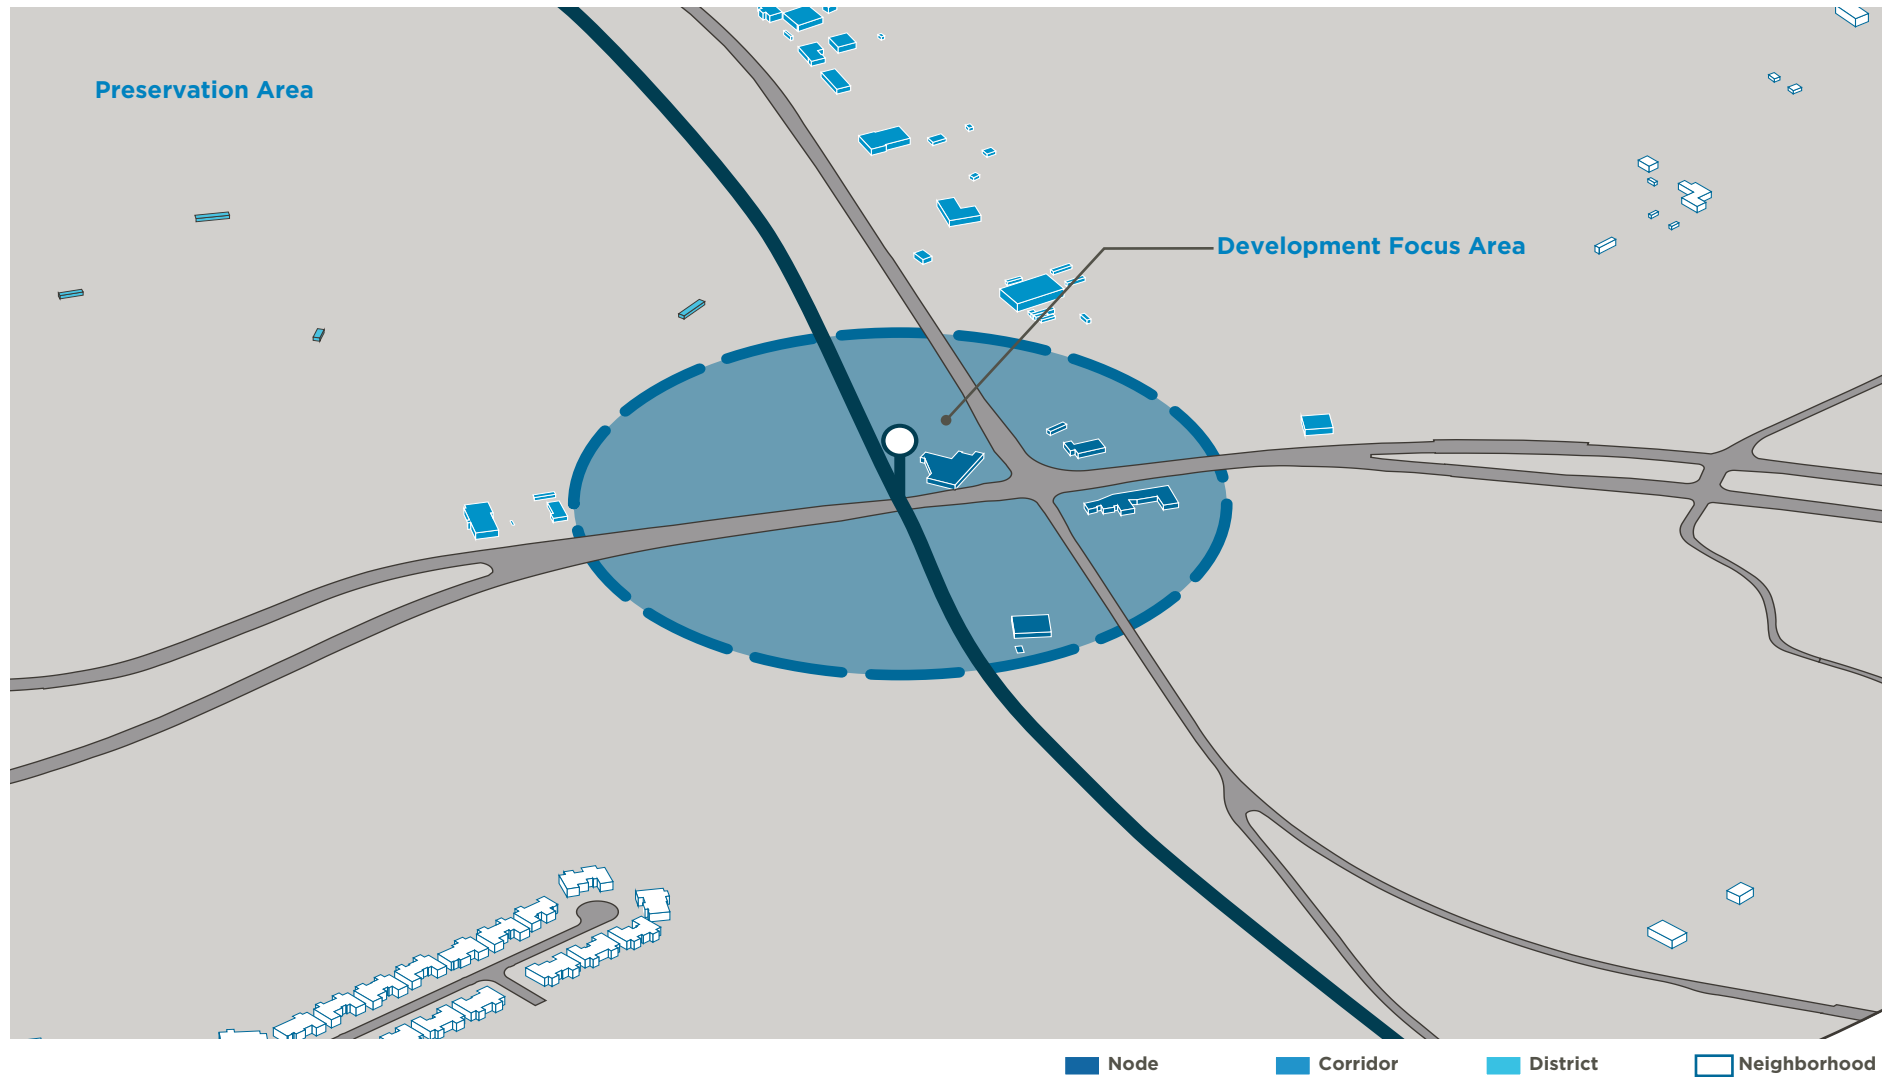 Preservation Area
Development Focus Area
Node
Corridor
District
Neighborhood